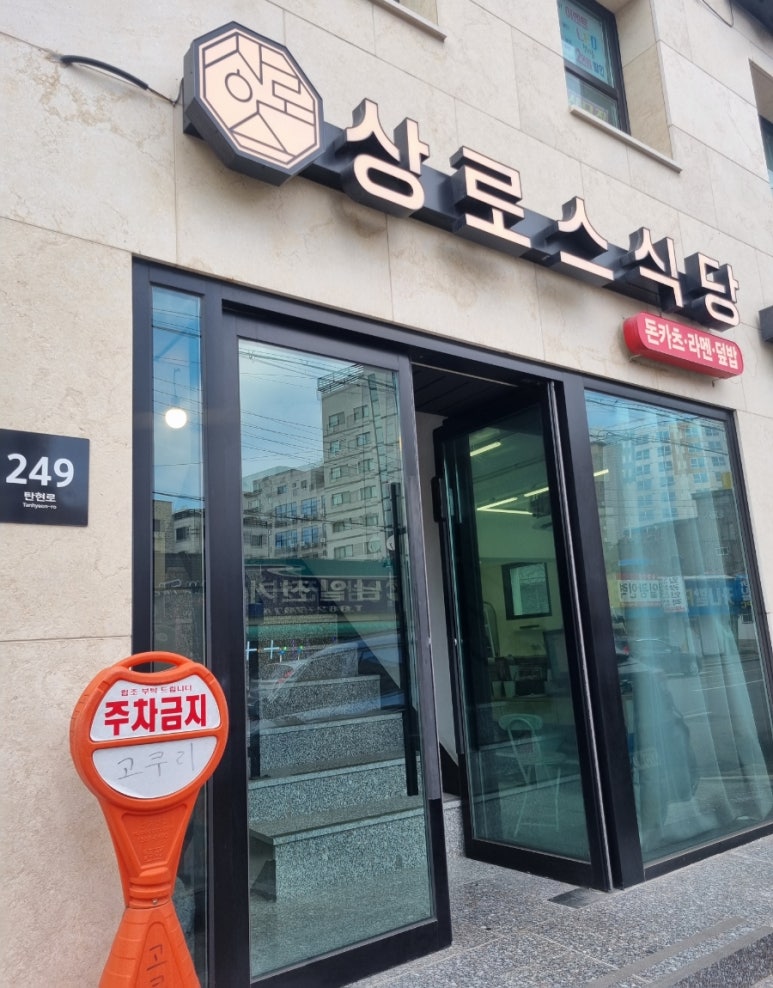 상로스식당
돈카츠·라멘·덮밥
249
탄현로
Tanhyeon-ro
협조 부탁 드립니다
주차금지
고쿠리